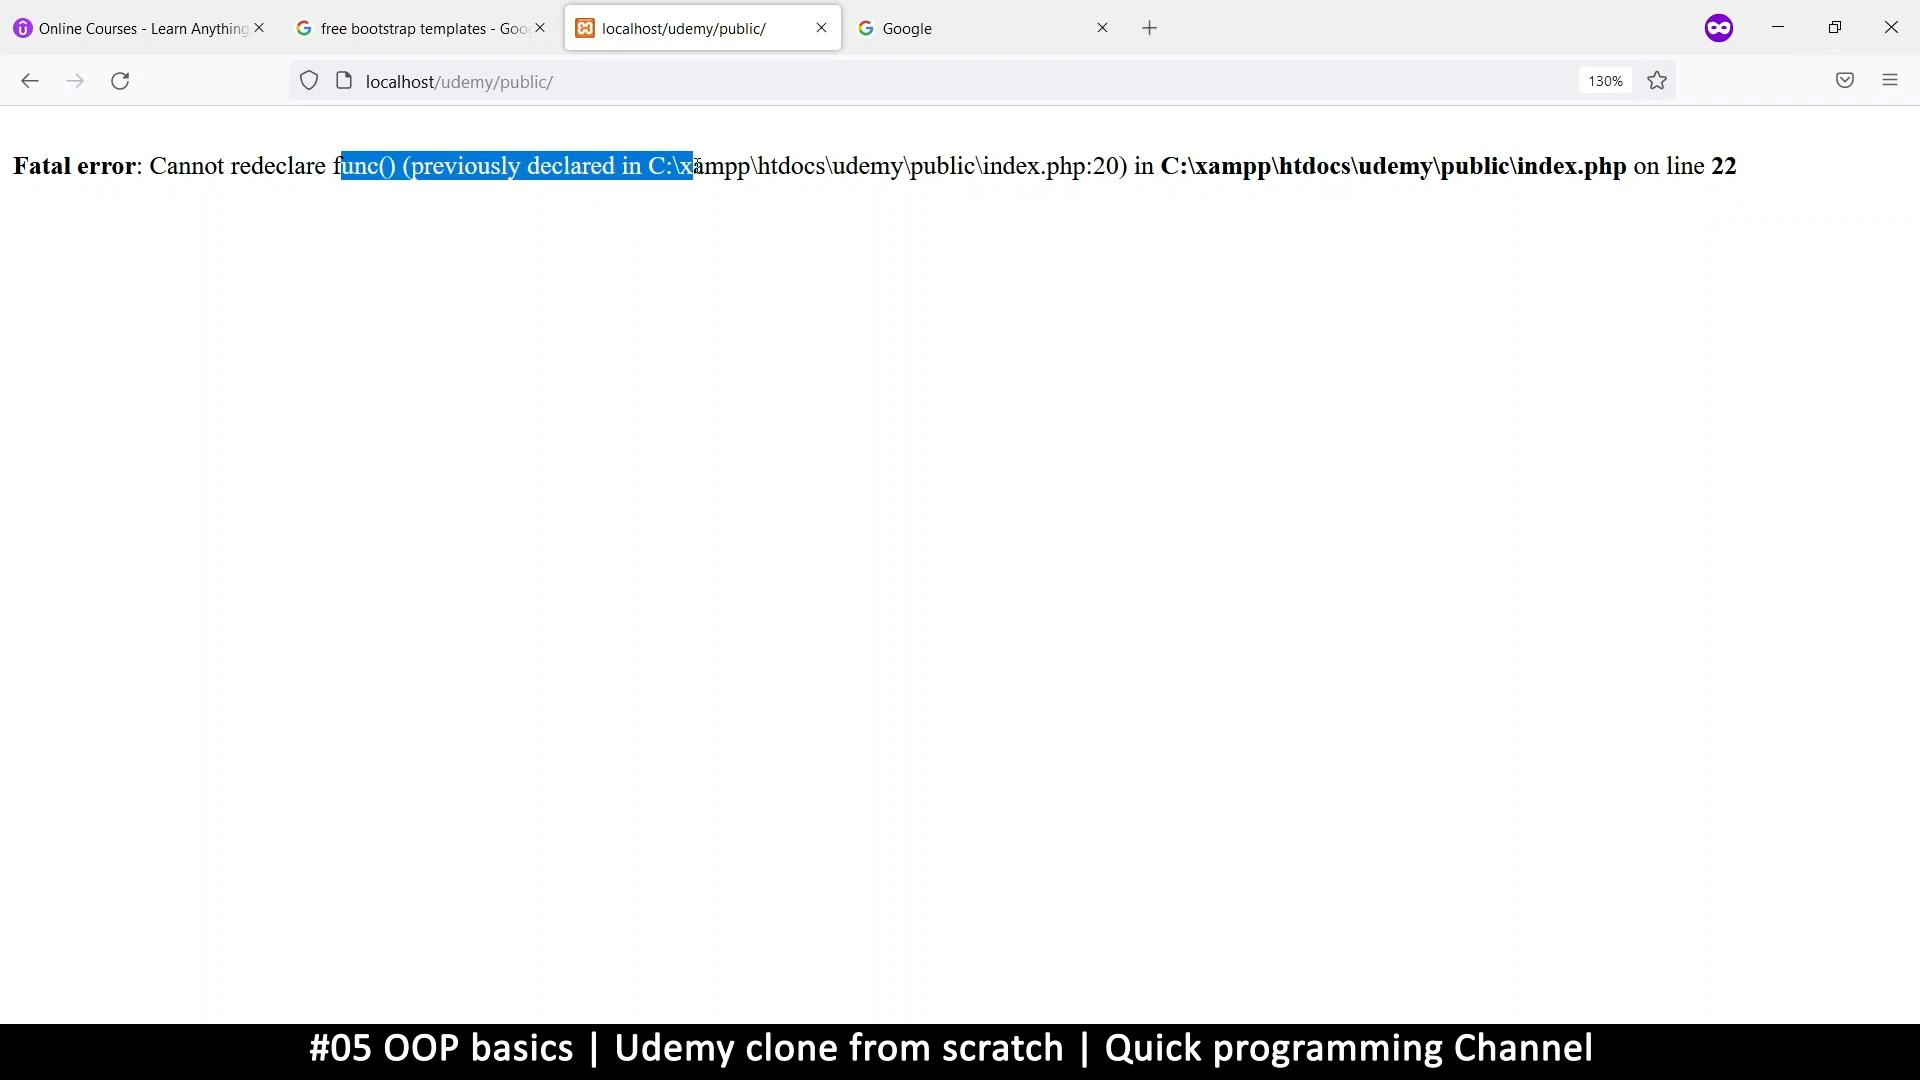 Online Courses - Learn Anything
free bootstrap templates - Goo
localhost/udemy/public/
Google
localhost/udemy/public/
130%
Fatal error: Cannot redeclare func() (previously declared in C:\xampp\htdocs\udemy\public\index.php:20) in C:\xampp\htdocs\udemy\public\index.php on line 22
#05 OOP basics | Udemy clone from scratch | Quick programming Channel